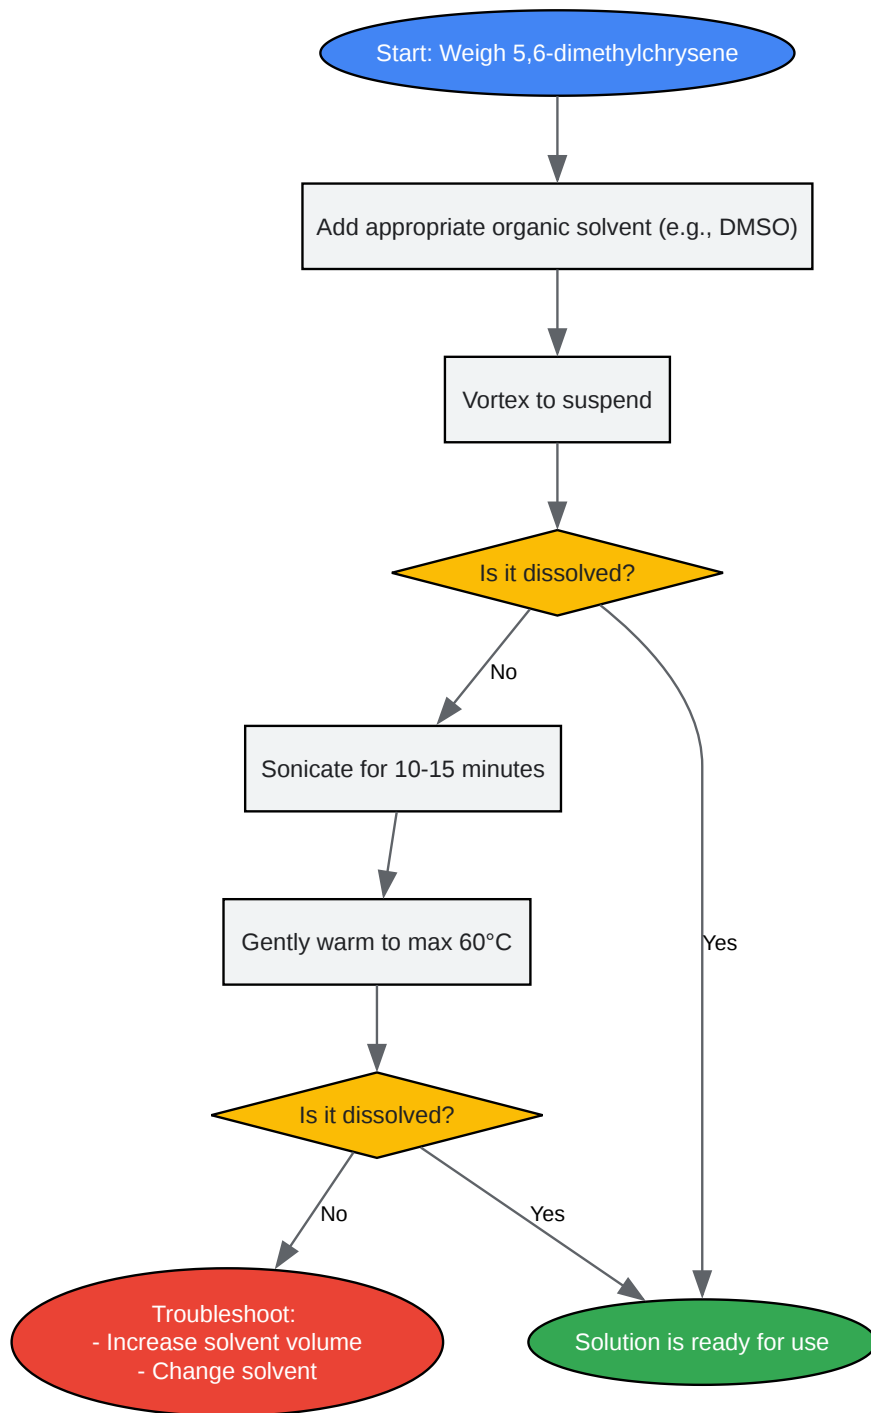 Start: Weigh 5,6-dimethylchrysene
Add appropriate organic solvent (e.g., DMSO)
Vortex to suspend
Is it dissolved?
No
Sonicate for 10-15 minutes
Gently warm to max 60°C
Yes
Is it dissolved?
No
Yes
Troubleshoot:
- Increase solvent volume
- Change solvent
Solution is ready for use